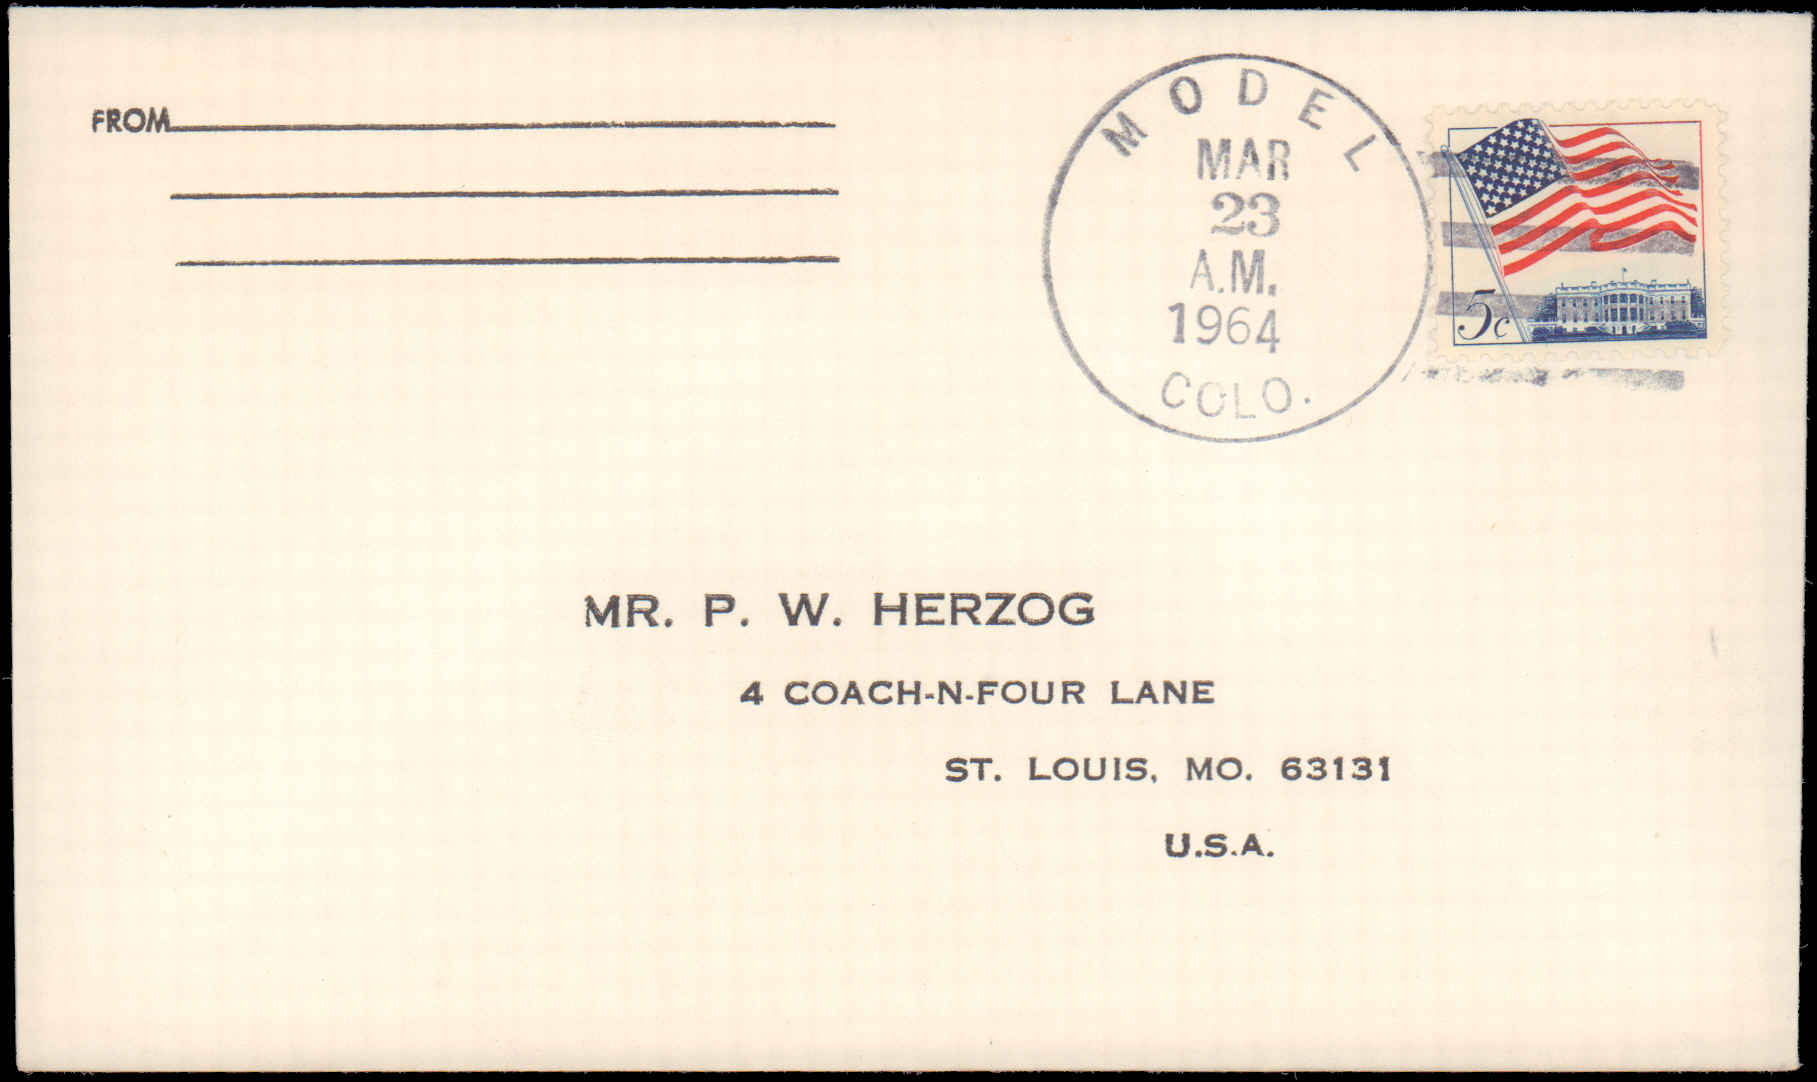 FROM
MODEL
MAR
23
A.M.
1964
COLO.
5c
MR. P. W. HERZOG
4 COACH-N-FOUR LANE
ST. LOUIS, MO. 63131
U.S.A.